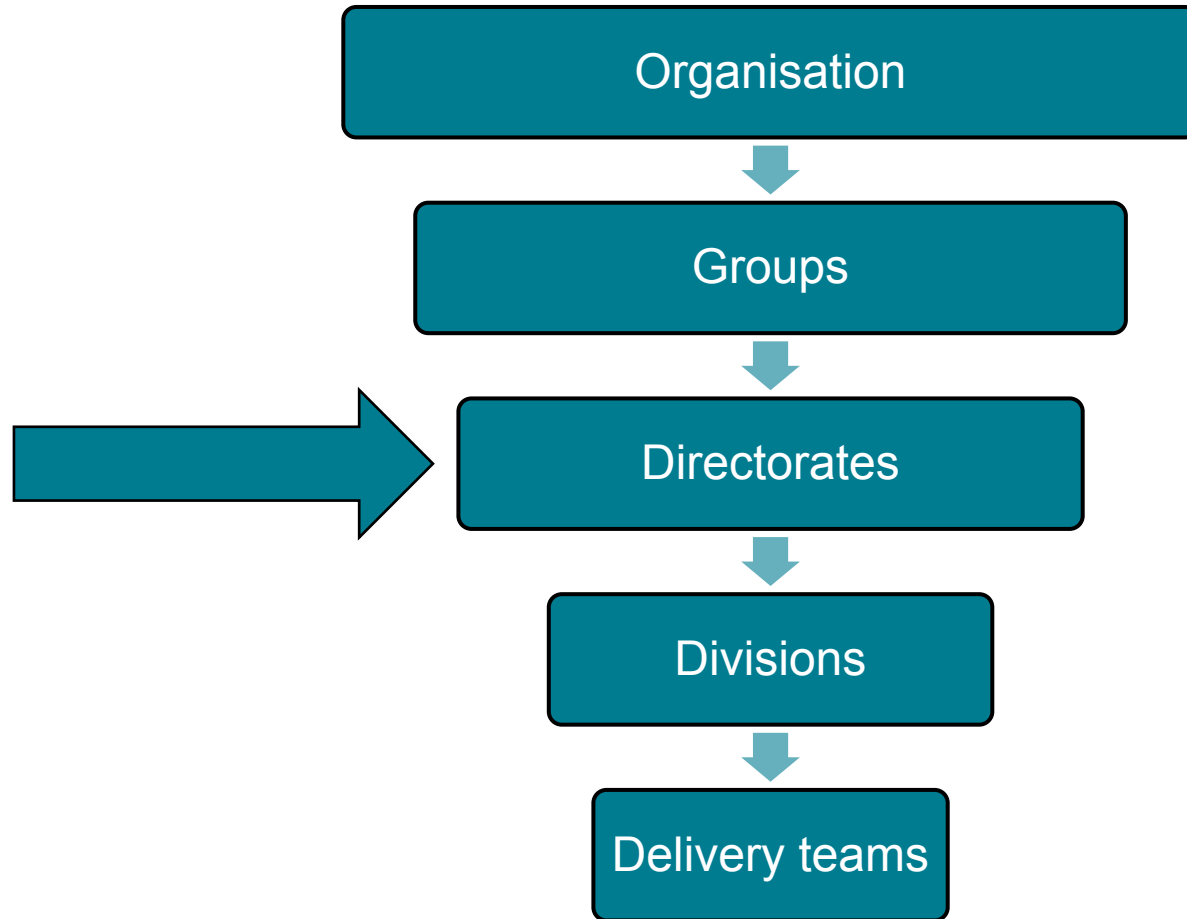 Organisation
Groups
Directorates
Divisions
Delivery teams